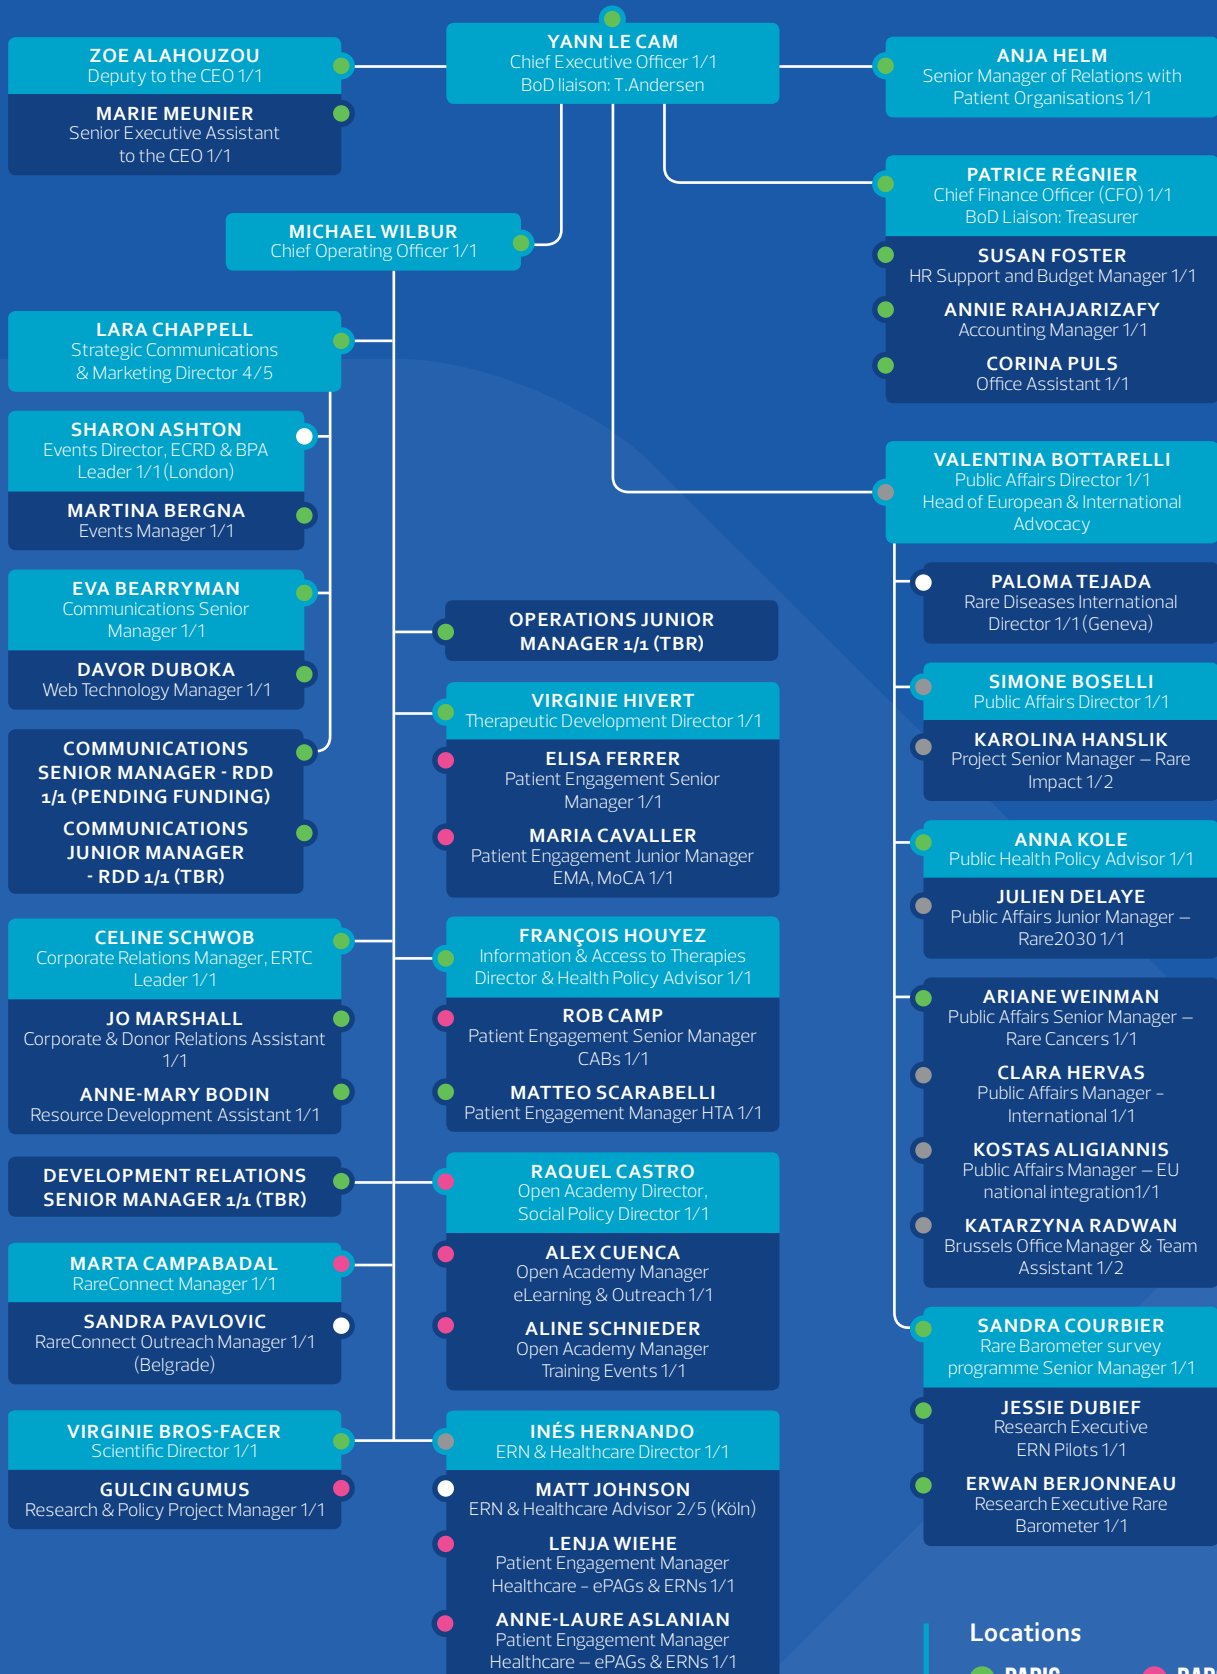 YANN LE CAM
Chief Executive Officer 1/1
BoD liaison: T.Andersen
ZOE ALAHOUZOU
Deputy to the CEO 1/1
MARIE MEUNIER
Senior Executive Assistant
to the CEO 1/1
ANJA HELM
Senior Manager of Relations with
Patient Organisations 1/1
PATRICE RÉGNIER
Chief Finance Officer (CFO) 1/1
BoD Liaison: Treasurer
SUSAN FOSTER
HR Support and Budget Manager 1/1
ANNIE RAHAJARIZAFY
Accounting Manager 1/1
CORINA PULS
Office Assistant 1/1
MICHAEL WILBUR
Chief Operating Officer 1/1
LARA CHAPPELL
Strategic Communications
& Marketing Director 4/5
SHARON ASHTON
Events Director, ECRD & BPA
Leader 1/1 (London)
MARTINA BERGNA
Events Manager 1/1
EVA BEARRYMAN
Communications Senior
Manager 1/1
DAVOR DUBOKA
Web Technology Manager 1/1
COMMUNICATIONS
SENIOR MANAGER - RDD
1/1 (PENDING FUNDING)
COMMUNICATIONS
JUNIOR MANAGER
- RDD 1/1 (TBR)
CELINE SCHWOB
Corporate Relations Manager, ERTC
Leader 1/1
JO MARSHALL
Corporate & Donor Relations Assistant
1/1
ANNE-MARY BODIN
Resource Development Assistant 1/1
DEVELOPMENT RELATIONS
SENIOR MANAGER 1/1 (TBR)
MARTA CAMPABADAL
RareConnect Manager 1/1
SANDRA PAVLOVIC
RareConnect Outreach Manager 1/1
(Belgrade)
VIRGINIE BROS-FACER
Scientific Director 1/1
GULCIN GUMUS
Research & Policy Project Manager 1/1
OPERATIONS JUNIOR
MANAGER 1/1 (TBR)
VIRGINIE HIVERT
Therapeutic Development Director 1/1
ELISA FERRER
Patient Engagement Senior
Manager 1/1
MARIA CAVALLER
Patient Engagement Junior Manager
EMA, MoCA 1/1
FRANÇOIS HOUYEZ
Information & Access to Therapies
Director & Health Policy Advisor 1/1
ROB CAMP
Patient Engagement Senior Manager
CABs 1/1
MATTEO SCARABELLI
Patient Engagement Manager HTA 1/1
RAQUEL CASTRO
Open Academy Director,
Social Policy Director 1/1
ALEX CUENCA
Open Academy Manager
eLearning & Outreach 1/1
ALINE SCHNIEDER
Open Academy Manager
Training Events 1/1
INÉS HERNANDO
ERN & Healthcare Director 1/1
MATT JOHNSON
ERN & Healthcare Advisor 2/5 (Köln)
LENJA WIEHE
Patient Engagement Manager
Healthcare - ePAGs & ERNs 1/1
ANNE-LAURE ASLANIAN
Patient Engagement Manager
Healthcare – ePAGs & ERNs 1/1
VALENTINA BOTTARELLI
Public Affairs Director 1/1
Head of European & International
Advocacy
PALOMA TEJADA
Rare Diseases International
Director 1/1 (Geneva)
SIMONE BOSELLI
Public Affairs Director 1/1
KAROLINA HANSLIK
Project Senior Manager – Rare
Impact 1/2
ANNA KOLE
Public Health Policy Advisor 1/1
JULIEN DELAYE
Public Affairs Junior Manager –
Rare2030 1/1
ARIANE WEINMAN
Public Affairs Senior Manager –
Rare Cancers 1/1
CLARA HERVAS
Public Affairs Manager -
International 1/1
KOSTAS ALIGIANNIS
Public Affairs Manager – EU
national integration1/1
KATARZYNA RADWAN
Brussels Office Manager & Team
Assistant 1/2
SANDRA COURBIER
Rare Barometer survey
programme Senior Manager 1/1
JESSIE DUBIEF
Research Executive
ERN Pilots 1/1
ERWAN BERJONNEAU
Research Executive Rare
Barometer 1/1
Locations
PARIS